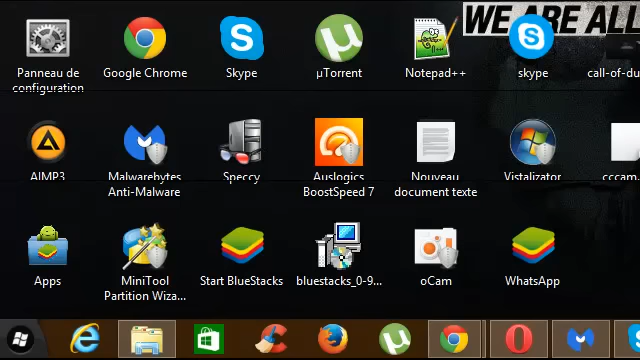 WE ARE ALL
Panneau de
configuration
Google Chrome
Skype
µTorrent
Notepad++
skype
call-of-du
AIMP3
Malwarebytes
Anti-Malware
Speccy
Auslogics
BoostSpeed 7
Nouveau
document texte
Vistalizator
cccam.
Apps
MiniTool
Partition Wiza...
Start BlueStacks
bluestacks_0-9...
oCam
WhatsApp